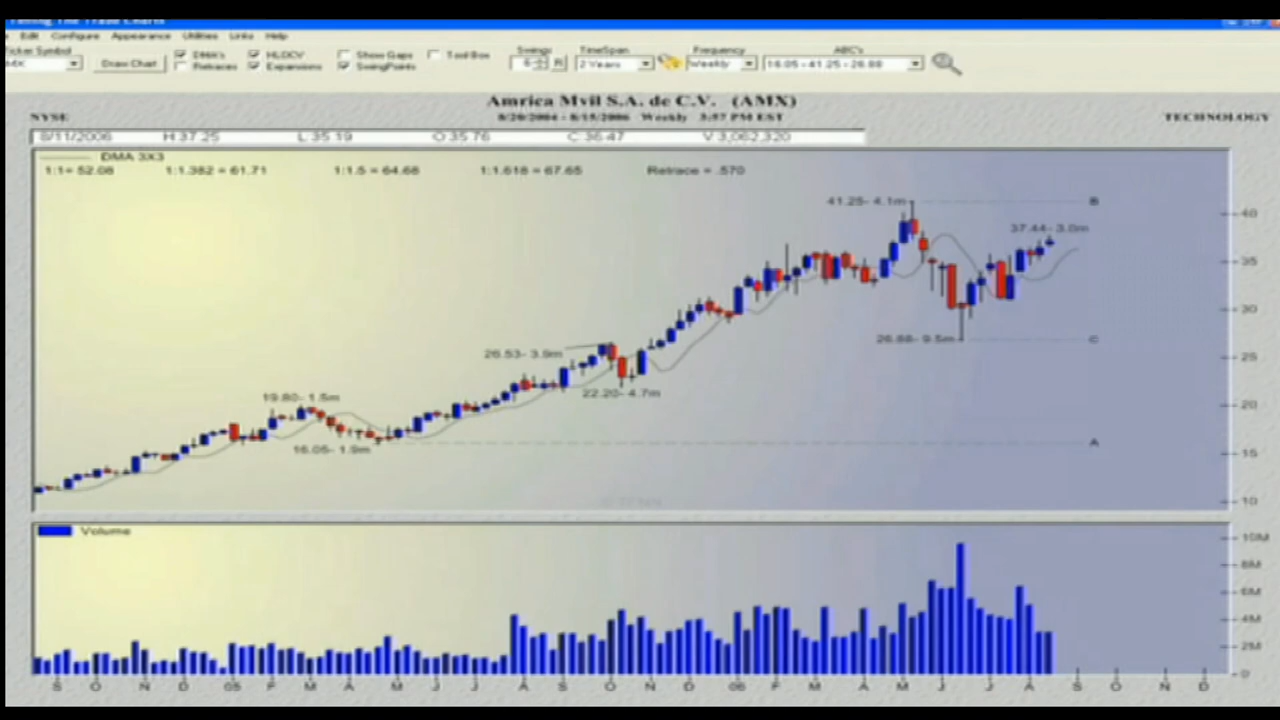 Telling The Trade Charts
Edit Configure Appearance Utilities Links Help
Ticker Symbol
Draw Chart
DMA's HLOCV Show Gaps Tool Box
Retraces Expansions SwingPoints
Swings TimeSpan Frequency ABC's
6 R 2 Years Weekly 16.05 - 41.25 - 26.88
Amrica Mvil S.A. de C.V. (AMX)
NYSE 8/20/2004 - 8/15/2006 Weekly 3:57 PM EST TECHNOLOGY
8/11/2006 H:37.25 L:35.19 O:35.76 C:36.47 V:3,062,320
DMA 3X3
1:1= 52.08 1:1.382 = 61.71 1:1.5 = 64.68 1:1.618 = 67.65 Retrace = .570
41.25- 4.1m B
40
37.44- 3.0m
35
30
26.88- 9.5m C
26.53- 3.9m
25
22.20- 4.7m
19.80- 1.5m
20
16.05- 1.9m A
15
10
Volume
10M
8M
6M
4M
2M
0
S O N D 05 F M A M J J A S O N D 06 F M A M J J A S O N D